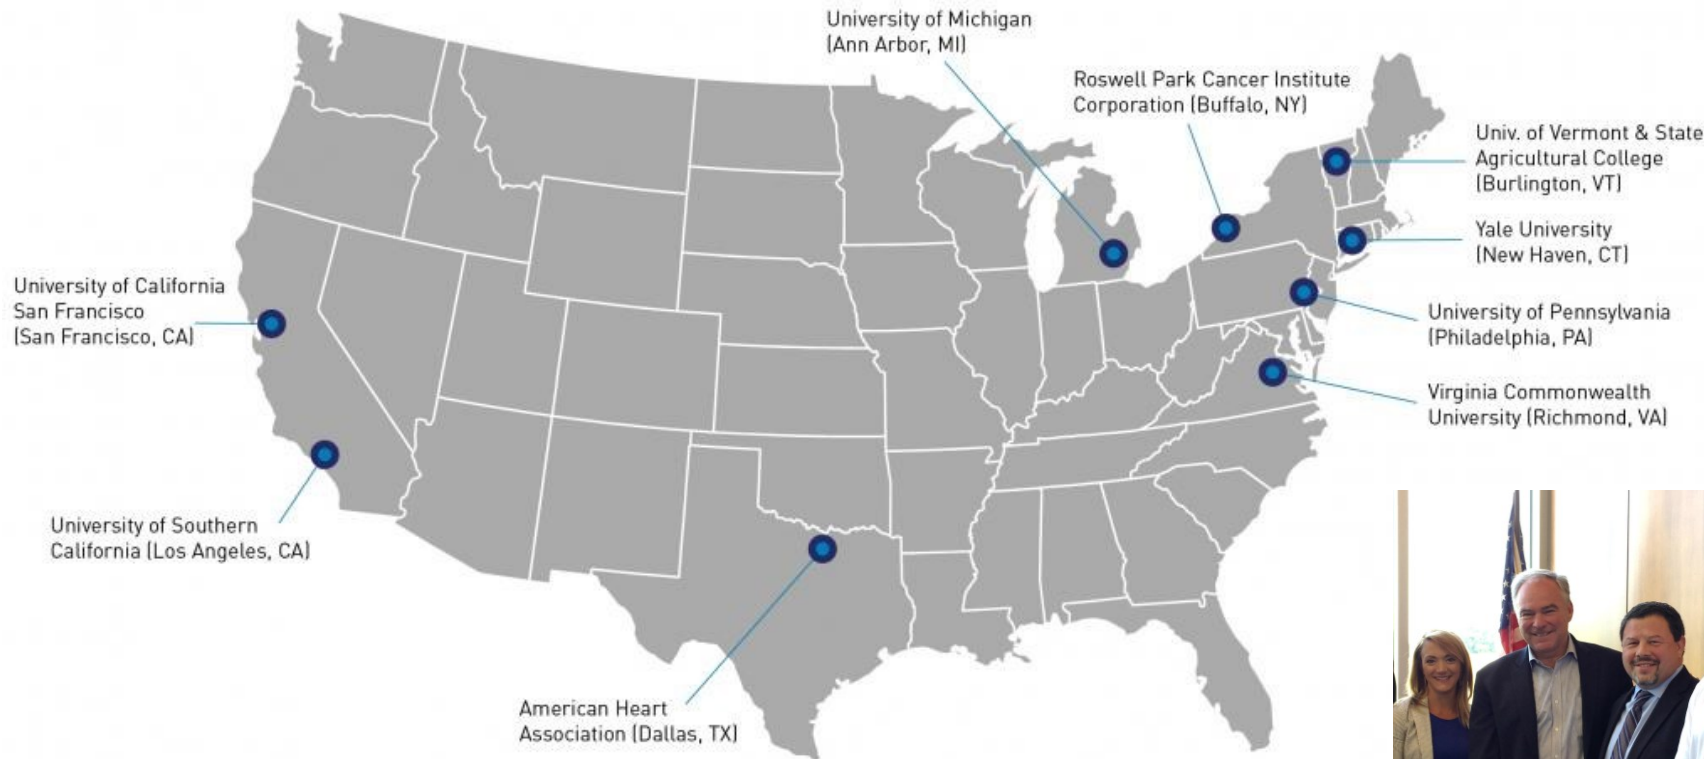 University of Michigan
(Ann Arbor, MI)
Roswell Park Cancer Institute
Corporation (Buffalo, NY)
Univ. of Vermont & State
Agricultural College
(Burlington, VT)
Yale University
(New Haven, CT)
University of California
San Francisco
(San Francisco, CA)
University of Pennsylvania
(Philadelphia, PA)
Virginia Commonwealth
University (Richmond, VA)
University of Southern
California (Los Angeles, CA)
American Heart
Association (Dallas, TX)